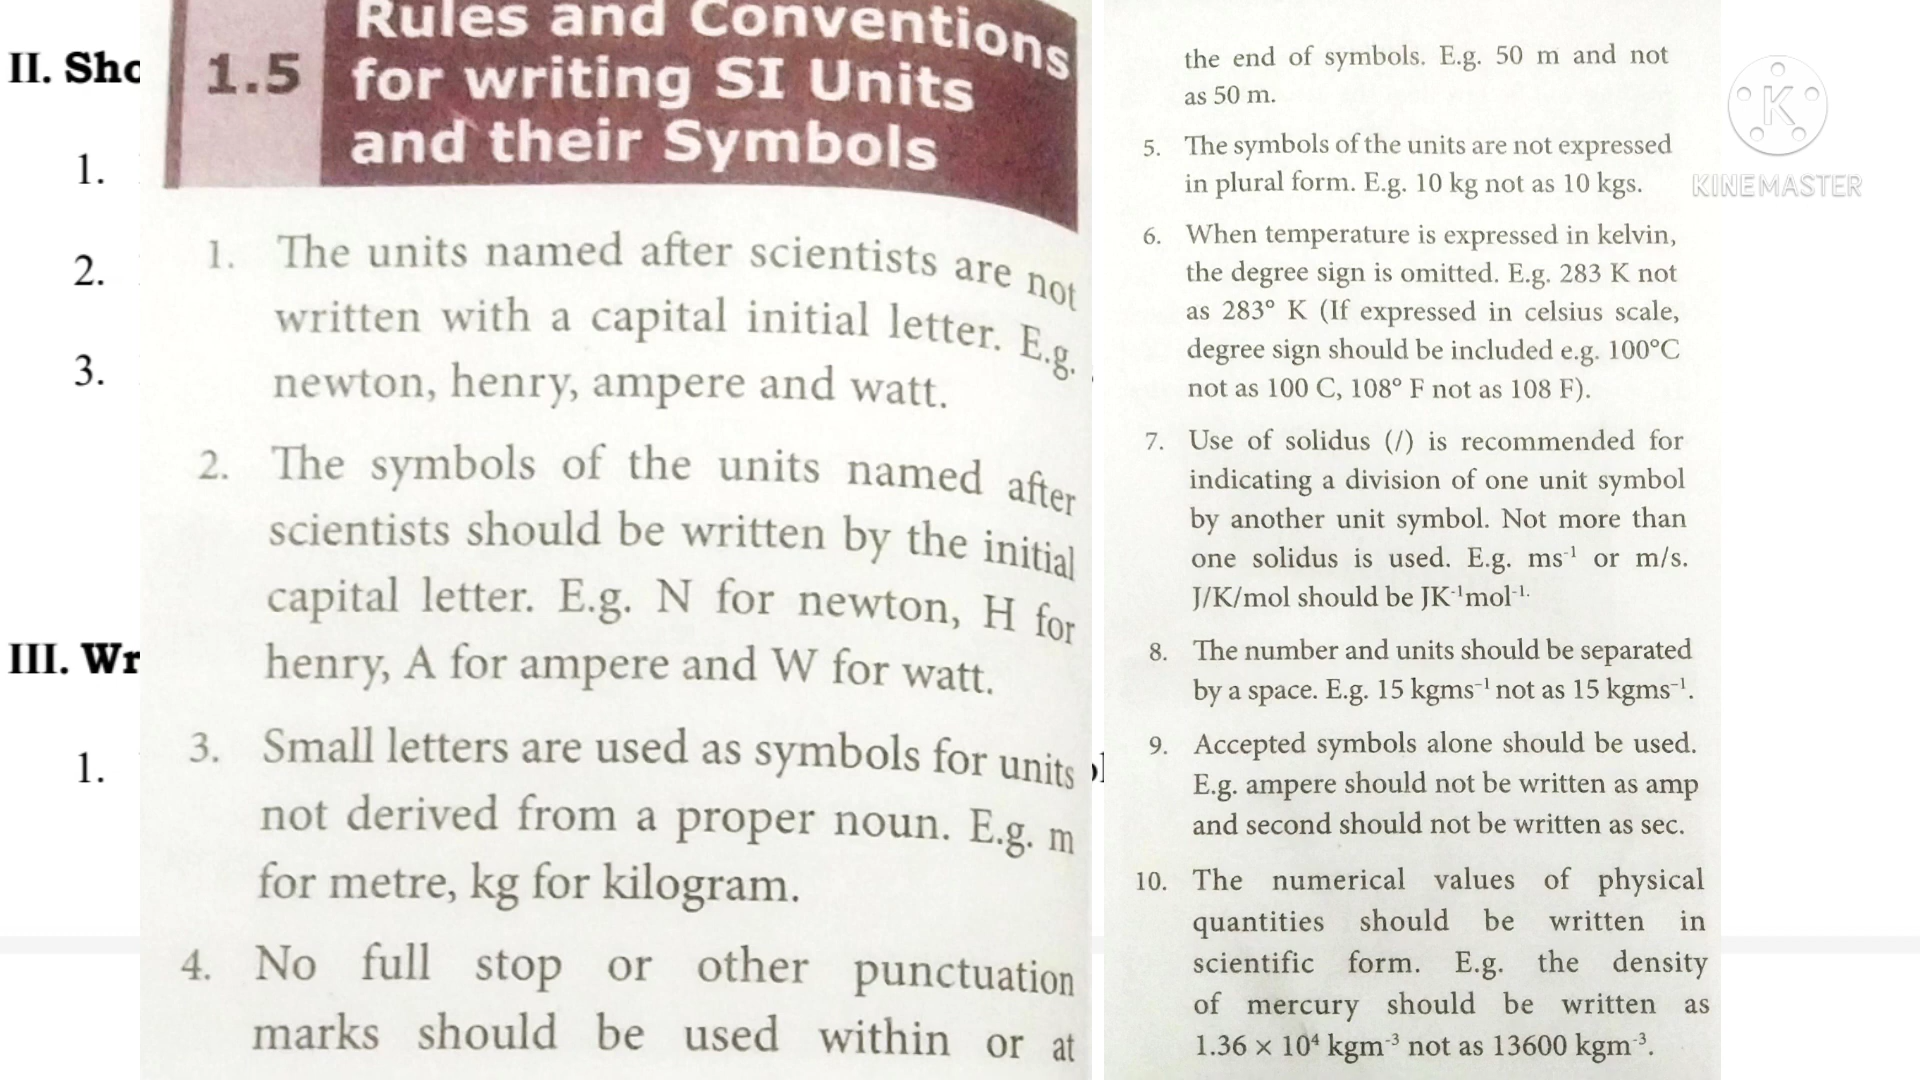 II. Sho
1.
2.
3.
III. Wr
1.
1.5
Rules and Conventions
for writing SI Units
and their Symbols
1. The units named after scientists are not
written with a capital initial letter. E.g.
newton, henry, ampere and watt.
2. The symbols of the units named after
scientists should be written by the initial
capital letter. E.g. N for newton, H for
henry, A for ampere and W for watt.
3. Small letters are used as symbols for units
not derived from a proper noun. E.g. m
for metre, kg for kilogram.
4. No full stop or other punctuation
marks should be used within or at
the end of symbols. E.g. 50 m and not
as 50 m.
5. The symbols of the units are not expressed
in plural form. E.g. 10 kg not as 10 kgs.
6. When temperature is expressed in kelvin,
the degree sign is omitted. E.g. 283 K not
as 283° K (If expressed in celsius scale,
degree sign should be included e.g. 100°C
not as 100 C, 108° F not as 108 F).
7. Use of solidus (/) is recommended for
indicating a division of one unit symbol
by another unit symbol. Not more than
one solidus is used. E.g. ms⁻¹ or m/s.
J/K/mol should be JK⁻¹mol⁻¹.
8. The number and units should be separated
by a space. E.g. 15 kgms⁻¹ not as 15 kgms⁻¹.
9. Accepted symbols alone should be used.
E.g. ampere should not be written as amp
and second should not be written as sec.
10. The numerical values of physical
quantities should be written in
scientific form. E.g. the density
of mercury should be written as
1.36 × 10⁴ kgm⁻³ not as 13600 kgm⁻³.
K
KINEMASTER